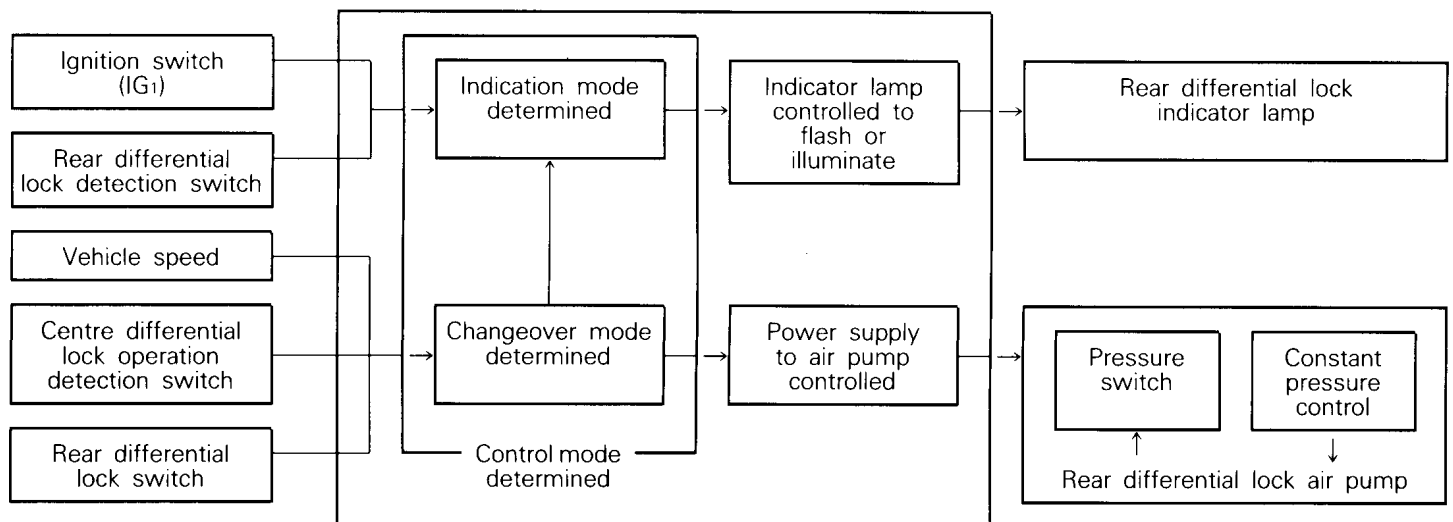 Ignition switch
(IG1)
Rear differential
lock detection switch
Vehicle speed
Centre differential
lock operation
detection switch
Rear differential
lock switch
Indication mode
determined
Changeover mode
determined
Control mode
determined
Indicator lamp
controlled to
flash or
illuminate
Power supply
to air pump
controlled
Rear differential lock
indicator lamp
Pressure
switch
Constant
pressure
control
Rear differential lock air pump